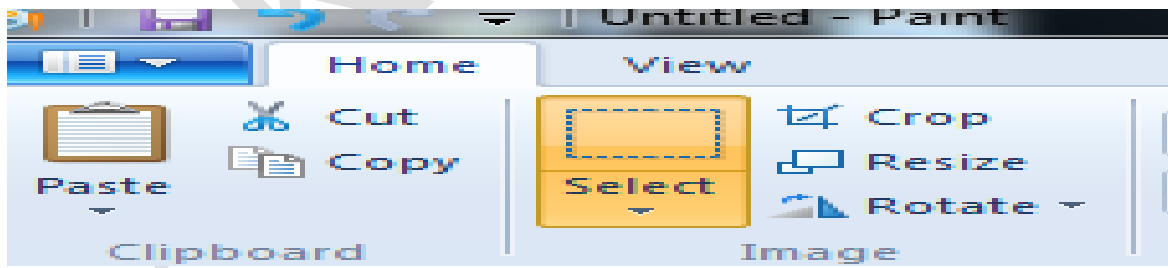 Untitled - Paint
Home View
Cut Crop
Copy Resize
Paste Select Rotate
Clipboard Image